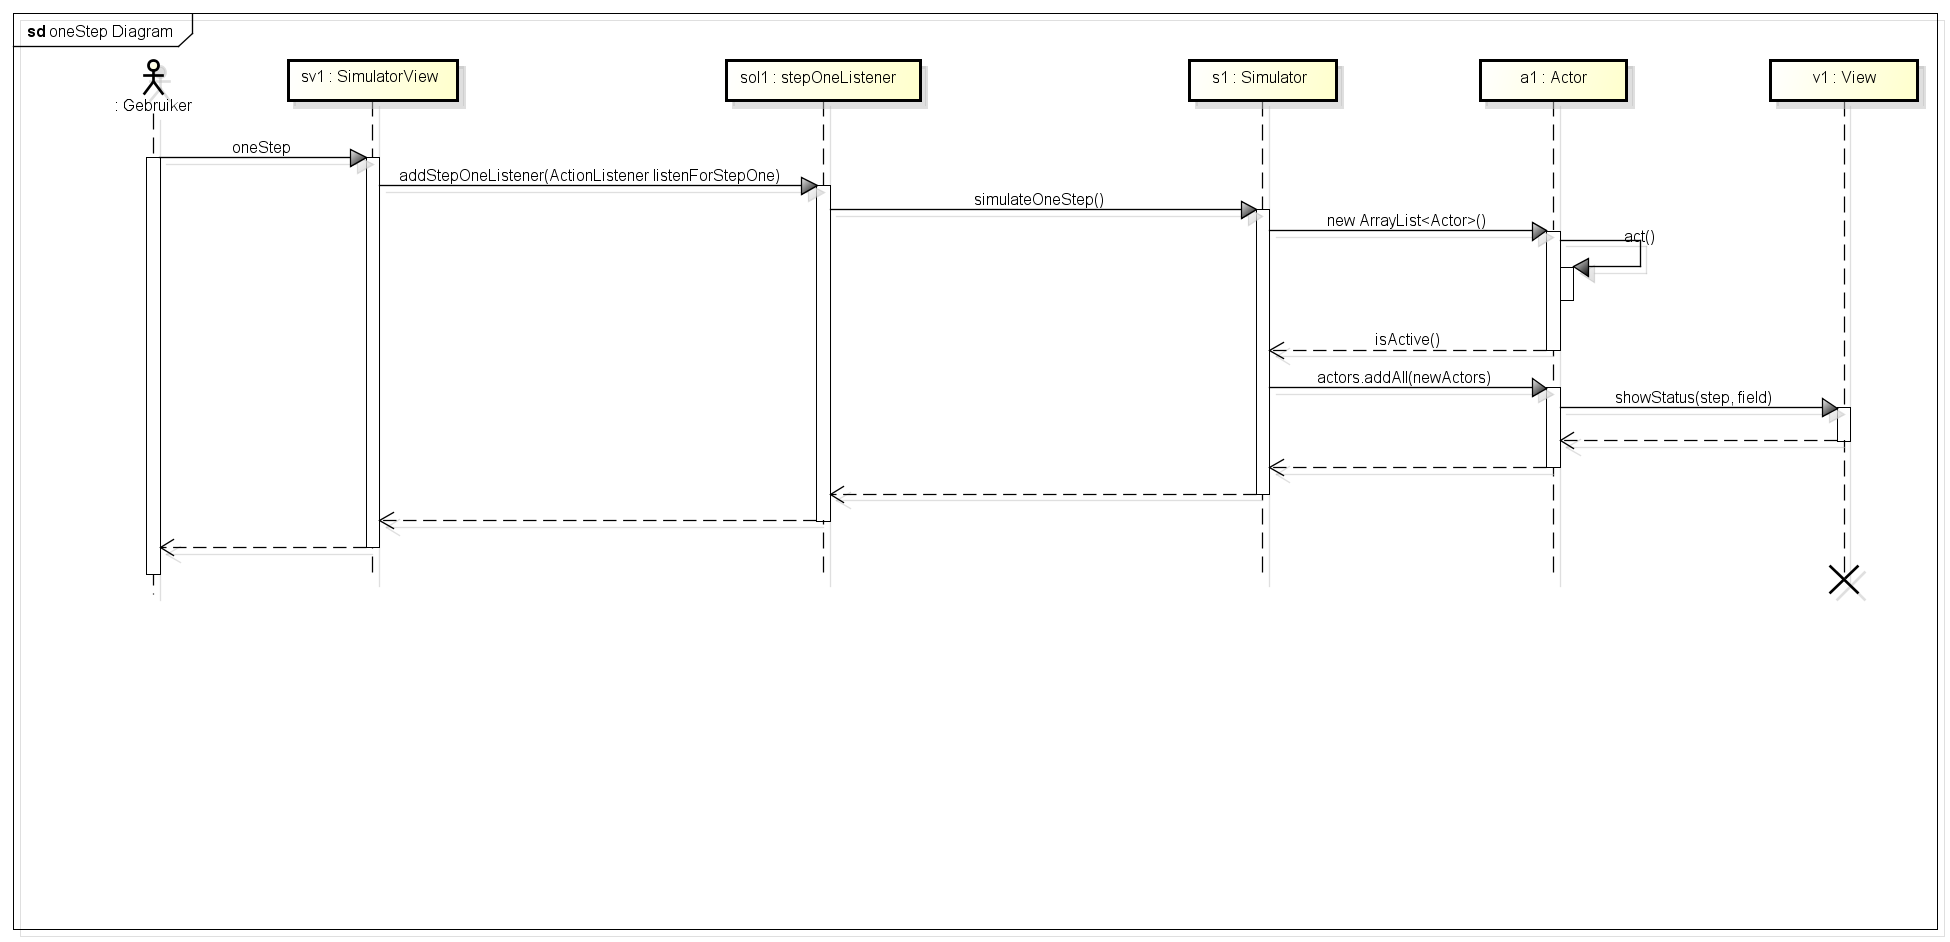 sd oneStep Diagram
: Gebruiker
sv1 : SimulatorView
sol1 : stepOneListener
s1 : Simulator
a1 : Actor
v1 : View
oneStep
addStepOneListener(ActionListener listenForStepOne)
simulateOneStep()
new ArrayList<Actor>()
act()
isActive()
actors.addAll(newActors)
showStatus(step, field)